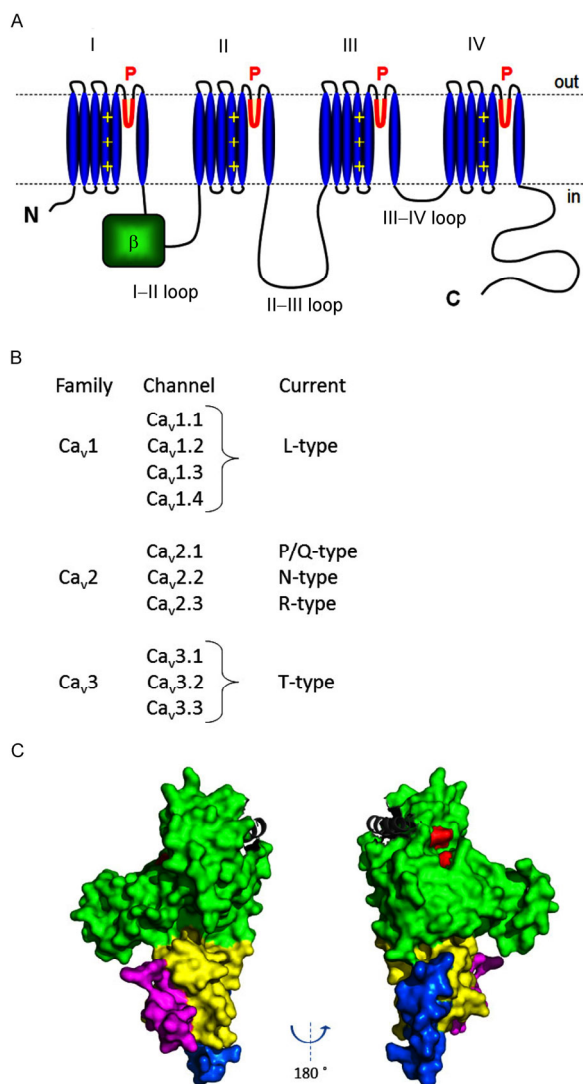 A
I II III IV
P P P P
out
+ + + +
+ + + +
+ + + +
in
N
III–IV loop
β
I–II loop
II–III loop
C
B
Family Channel Current
Caᵥ1.1
Caᵥ1 Caᵥ1.2 L-type
Caᵥ1.3
Caᵥ1.4
Caᵥ2.1 P/Q-type
Caᵥ2 Caᵥ2.2 N-type
Caᵥ2.3 R-type
Caᵥ3.1
Caᵥ3 Caᵥ3.2 T-type
Caᵥ3.3
C
180 °